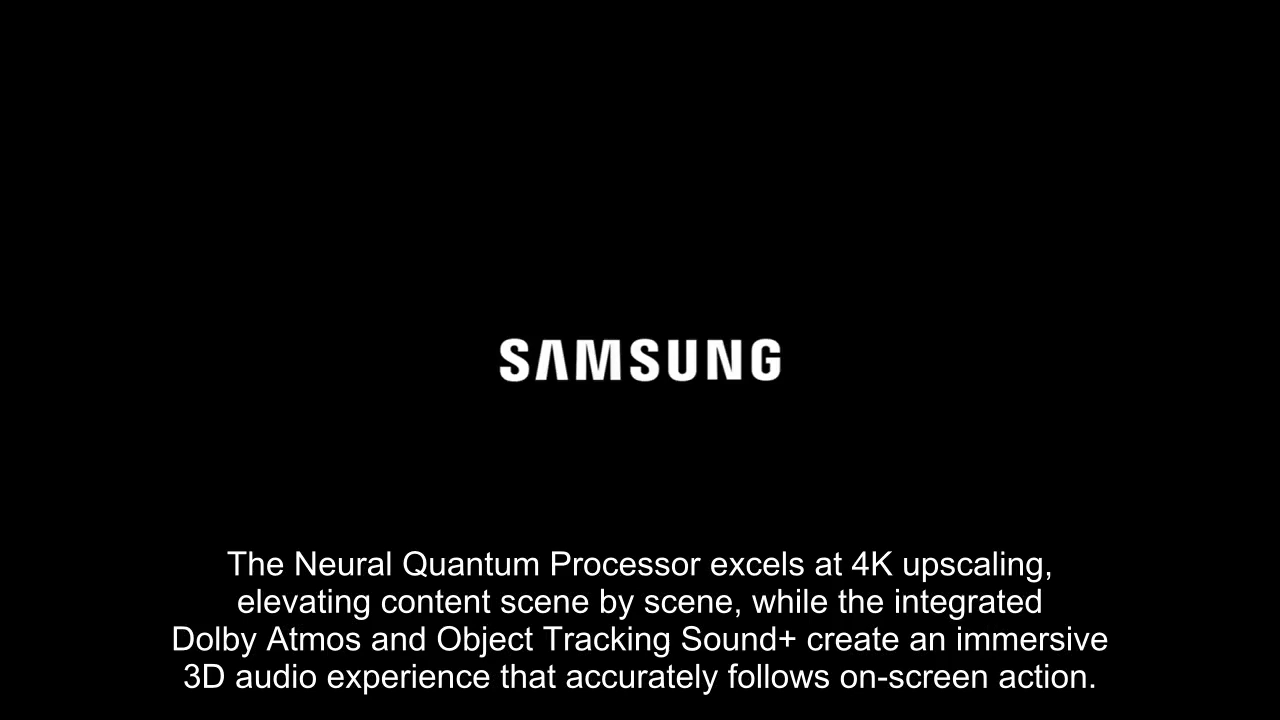 SAMSUNG
The Neural Quantum Processor excels at 4K upscaling,
elevating content scene by scene, while the integrated
Dolby Atmos and Object Tracking Sound+ create an immersive
3D audio experience that accurately follows on-screen action.